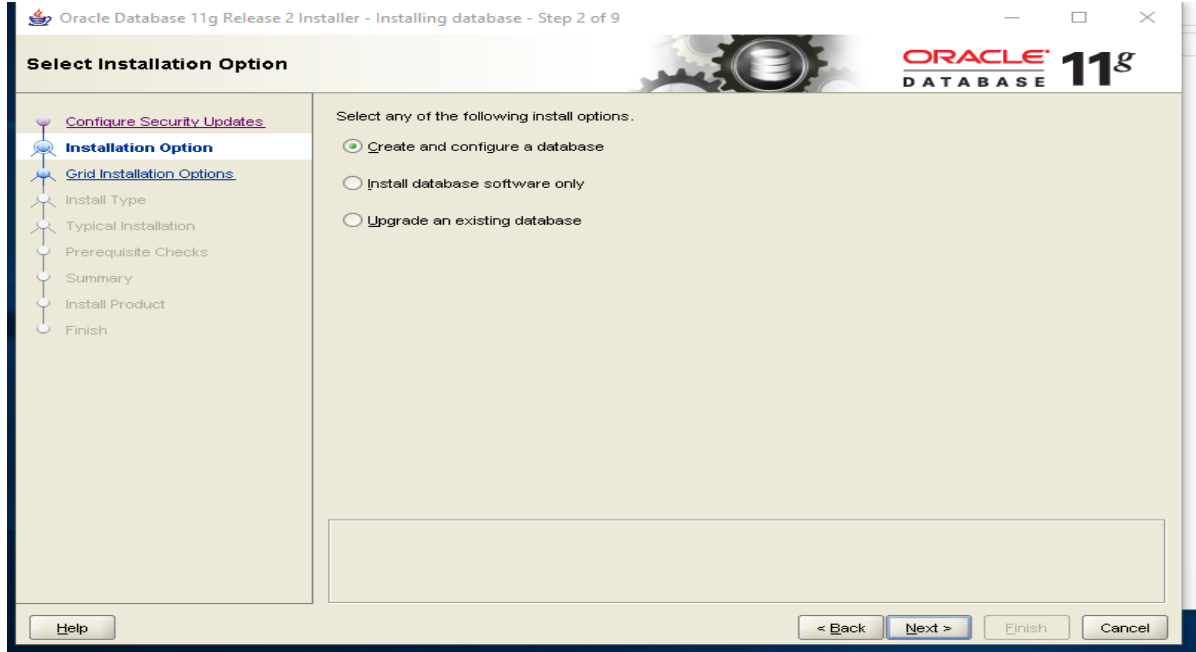 Oracle Database 11g Release 2 Installer - Installing database - Step 2 of 9
Select Installation Option
ORACLE
DATABASE
11g
Configure Security Updates
Installation Option
Grid Installation Options
Install Type
Typical Installation
Prerequisite Checks
Summary
Install Product
Finish
Select any of the following install options.
Create and configure a database
Install database software only
Upgrade an existing database
Help
< Back
Next >
Finish
Cancel